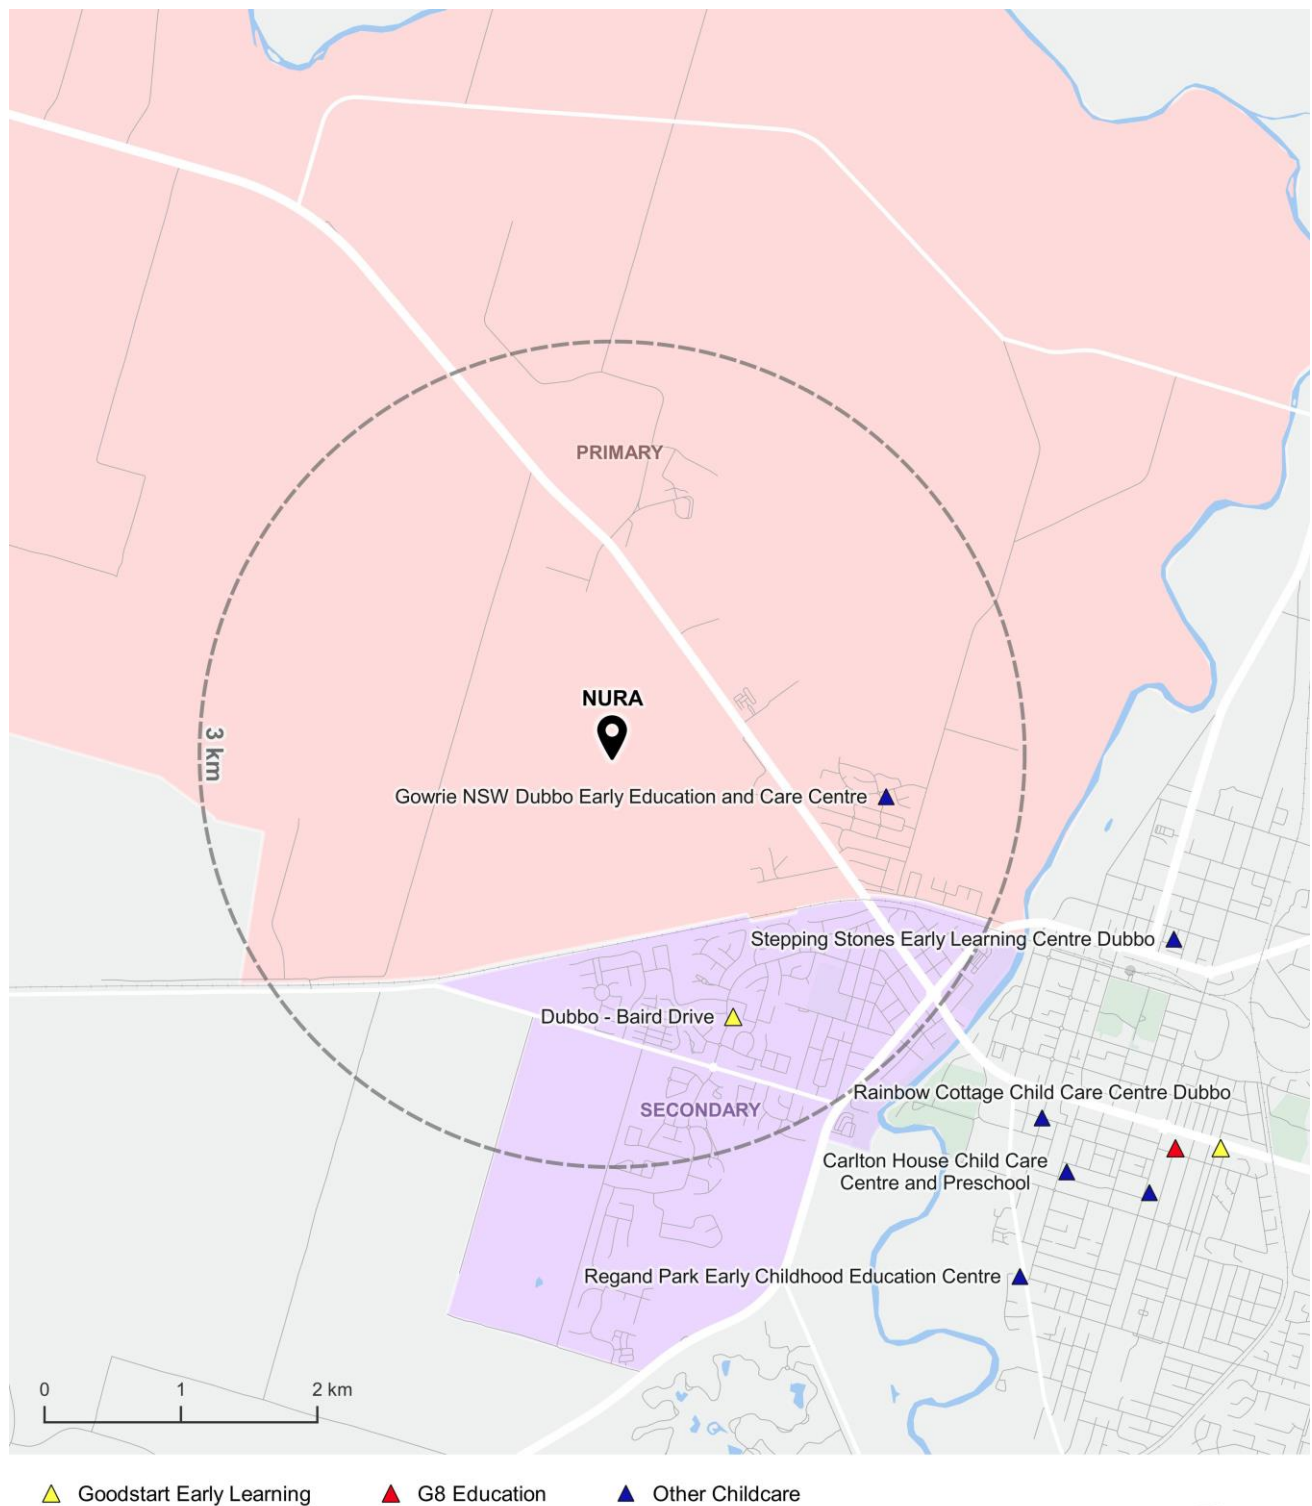 PRIMARY
NURA
3 km
Gowrie NSW Dubbo Early Education and Care Centre
Stepping Stones Early Learning Centre Dubbo
Dubbo - Baird Drive
Rainbow Cottage Child Care Centre Dubbo
SECONDARY
Carlton House Child Care
Centre and Preschool
Regand Park Early Childhood Education Centre
0 1 2 km
Goodstart Early Learning G8 Education Other Childcare